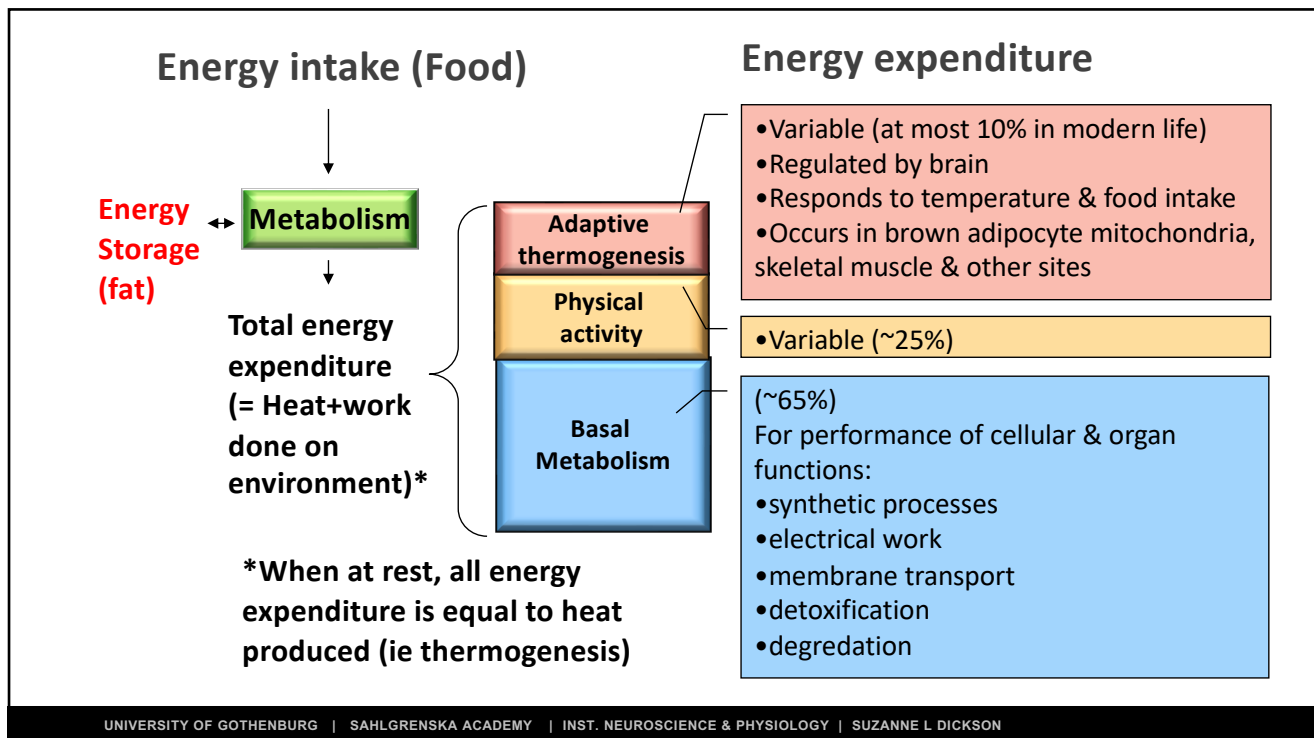 Energy intake (Food)
Energy
Storage
(fat)
Metabolism
Total energy
expenditure
(= Heat+work
done on
environment)*
*When at rest, all energy
expenditure is equal to heat
produced (ie thermogenesis)
Adaptive
thermogenesis
Physical
activity
Basal
Metabolism
Energy expenditure
•Variable (at most 10% in modern life)
•Regulated by brain
•Responds to temperature & food intake
•Occurs in brown adipocyte mitochondria,
skeletal muscle & other sites
•Variable (~25%)
(~65%)
For performance of cellular & organ
functions:
•synthetic processes
•electrical work
•membrane transport
•detoxification
•degredation
UNIVERSITY OF GOTHENBURG | SAHLGRENSKA ACADEMY | INST. NEUROSCIENCE & PHYSIOLOGY | SUZANNE L DICKSON